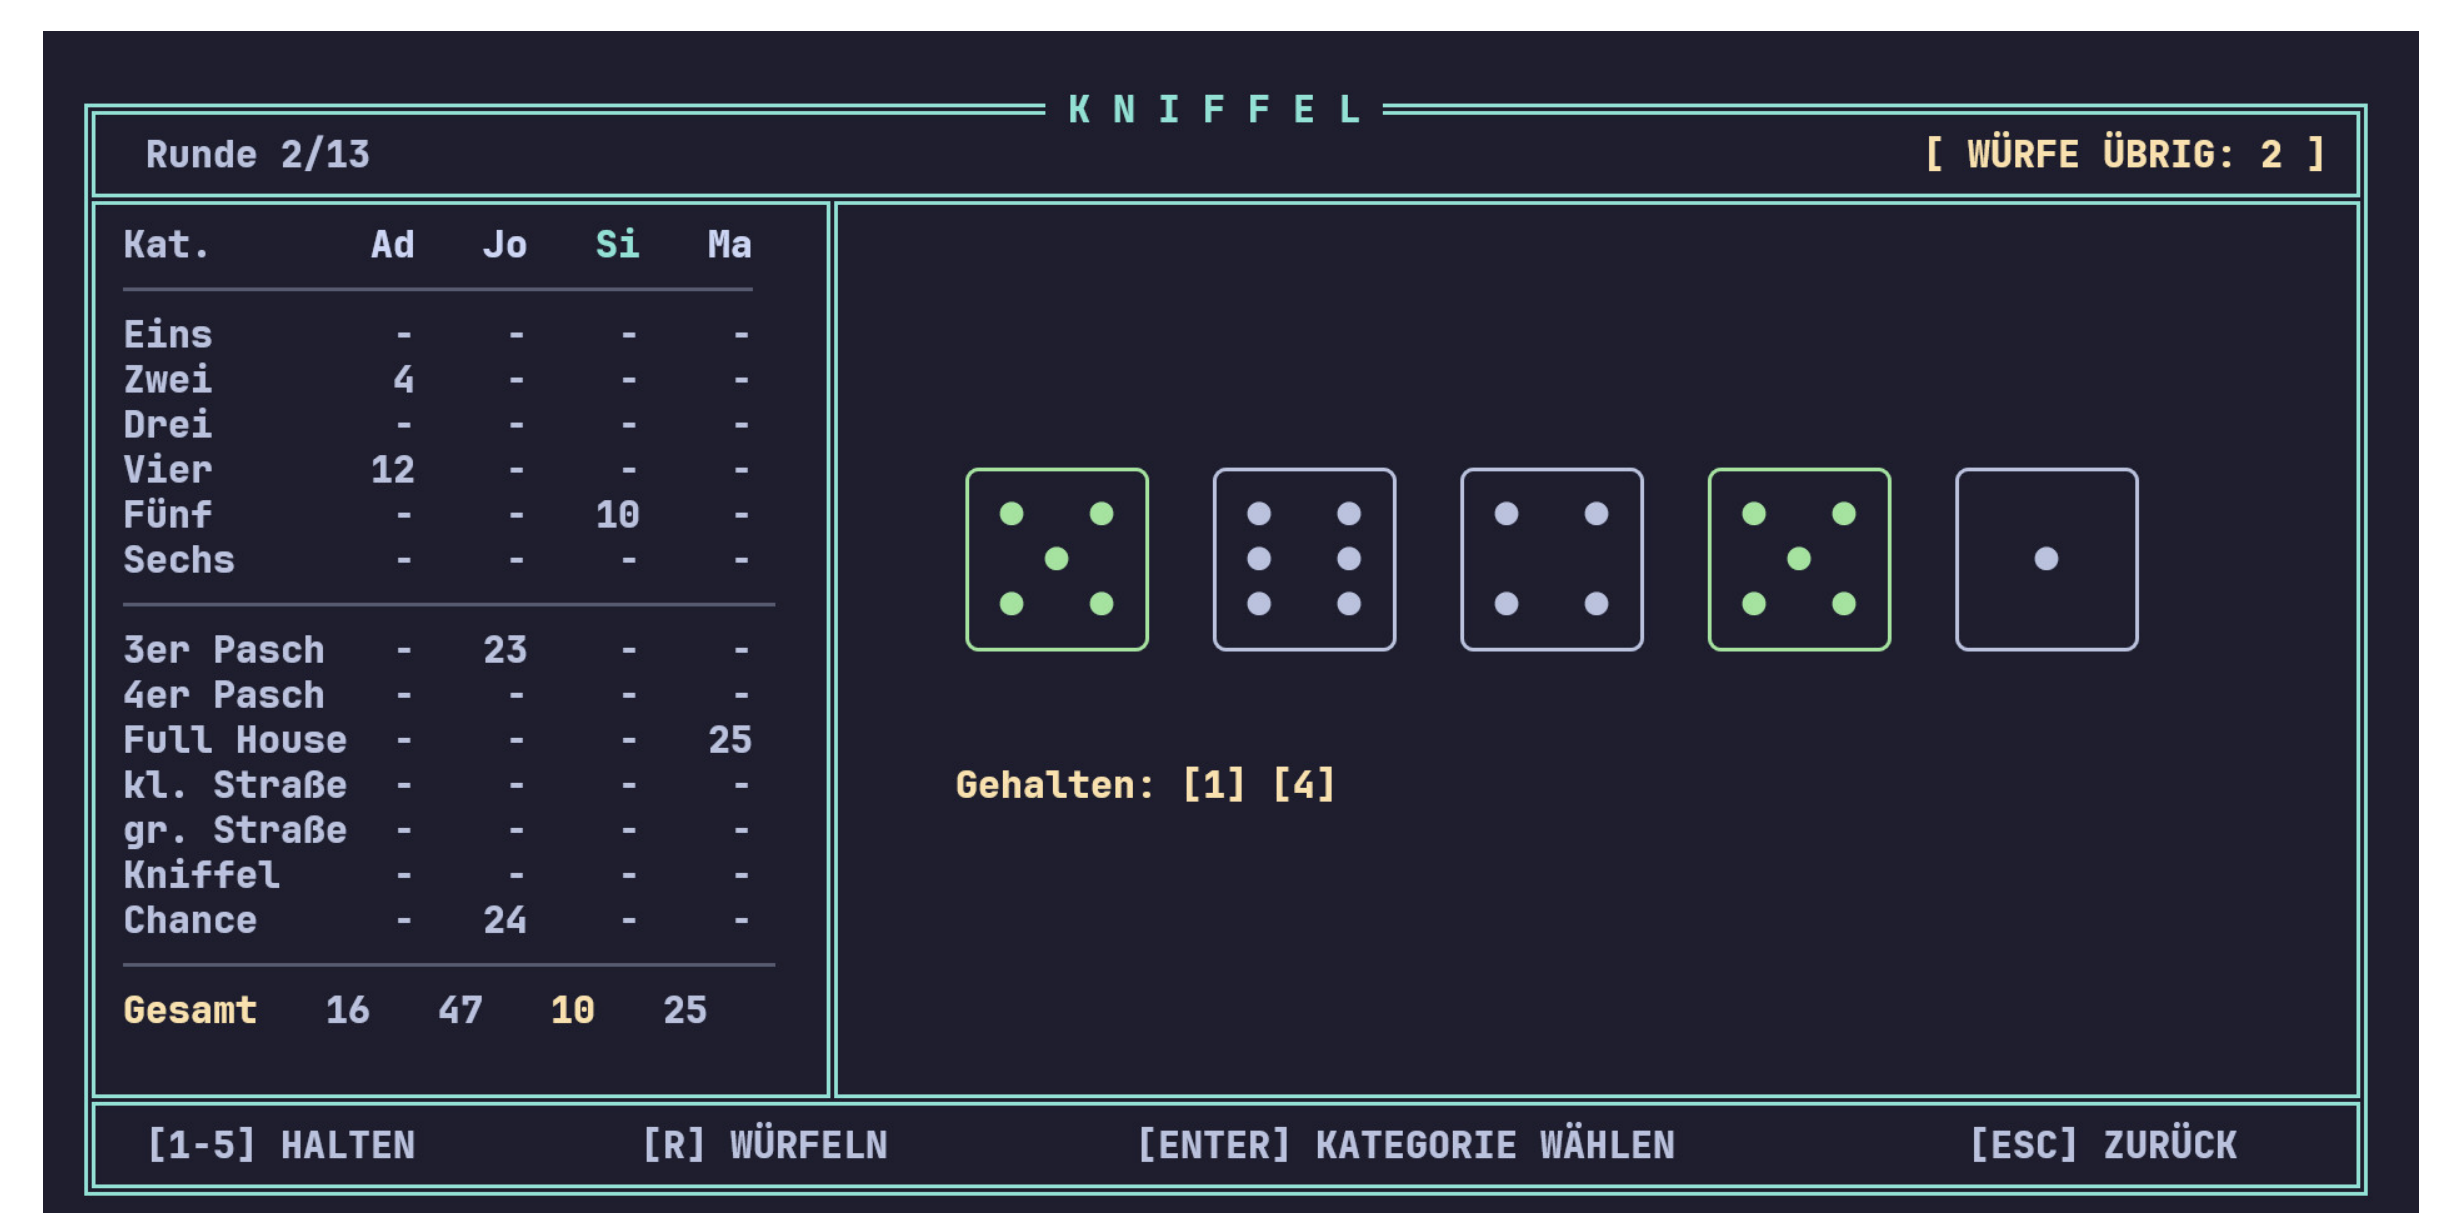 K N I F F E L
Runde 2/13 [ WÜRFE ÜBRIG: 2 ]
Kat. Ad Jo Si Ma
Eins - - - -
Zwei 4 - - -
Drei - - - -
Vier 12 - - -
Fünf - - 10 -
Sechs - - - -
3er Pasch - 23 - -
4er Pasch - - - -
Full House - - - 25
kl. Straße - - - -
gr. Straße - - - -
Kniffel - - - -
Chance - 24 - -
Gesamt 16 47 10 25
Gehalten: [1] [4]
[1-5] HALTEN [R] WÜRFELN [ENTER] KATEGORIE WÄHLEN [ESC] ZURÜCK